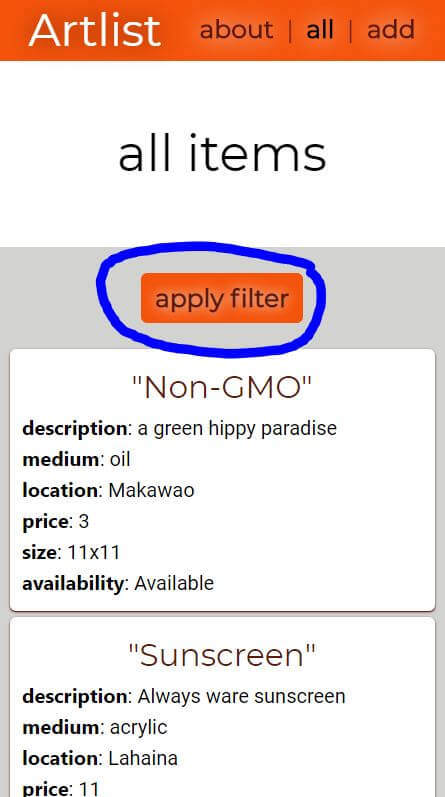 Artlist about | all | add
all items
apply filter
"Non-GMO"
description: a green hippy paradise
medium: oil
location: Makawao
price: 3
size: 11x11
availability: Available
"Sunscreen"
description: Always ware sunscreen
medium: acrylic
location: Lahaina
price: 11